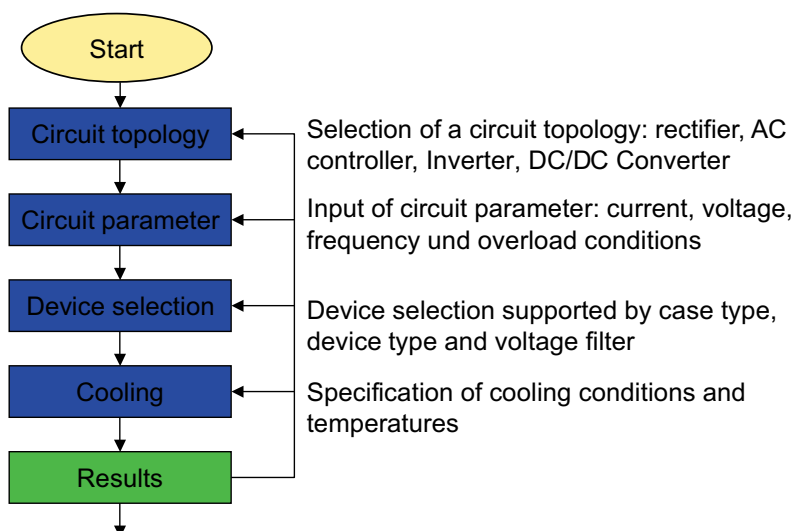 Start
Circuit topology
Selection of a circuit topology: rectifier, AC
controller, Inverter, DC/DC Converter
Circuit parameter
Input of circuit parameter: current, voltage,
frequency und overload conditions
Device selection
Device selection supported by case type,
device type and voltage filter
Cooling
Specification of cooling conditions and
temperatures
Results